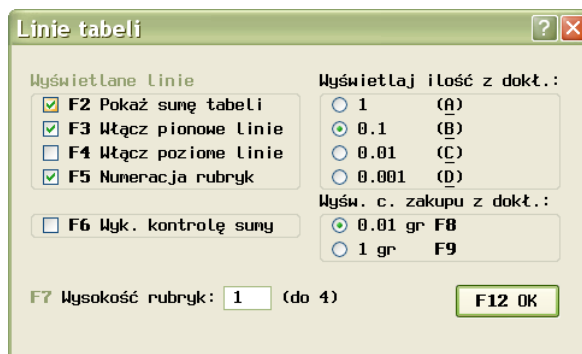 Linie tabeli
Wyświetlane linie
F2 Pokaż sumę tabeli
F3 Włącz pionowe linie
F4 Włącz poziome linie
F5 Numeracja rubryk
F6 Wyk. kontrolę sumy
F7 Wysokość rubryk: 1 (do 4)
Wyświetlaj ilość z dokł.:
1 (A)
0.1 (B)
0.01 (C)
0.001 (D)
Wyśw. c. zakupu z dokł.:
0.01 gr F8
1 gr F9
F12 OK